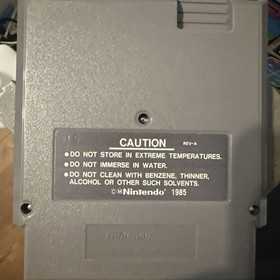 CAUTION REV-A
• DO NOT STORE IN EXTREME TEMPERATURES.
• DO NOT IMMERSE IN WATER.
• DO NOT CLEAN WITH BENZENE, THINNER,
ALCOHOL OR OTHER SUCH SOLVENTS.
©Nintendo® 1985